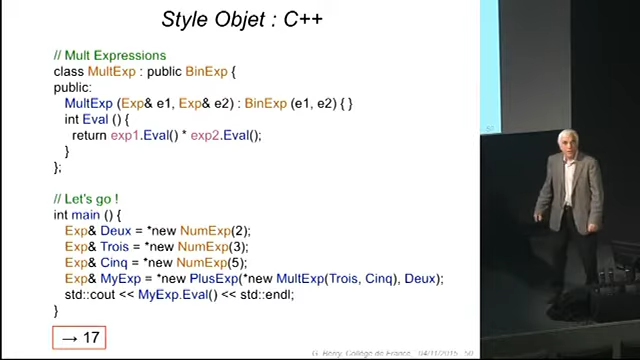 Style Objet : C++
// Mult Expressions
class MultExp : public BinExp {
public:
MultExp (Exp& e1, Exp& e2) : BinExp (e1, e2) { }
int Eval () {
return exp1.Eval() * exp2.Eval();
}
};
// Let's go !
int main () {
Exp& Deux = *new NumExp(2);
Exp& Trois = *new NumExp(3);
Exp& Cinq = *new NumExp(5);
Exp& MyExp = *new PlusExp(*new MultExp(Trois, Cinq), Deux);
std::cout << MyExp.Eval() << std::endl;
}
→ 17
G. Berry, Collège de France 04/11/2015 50